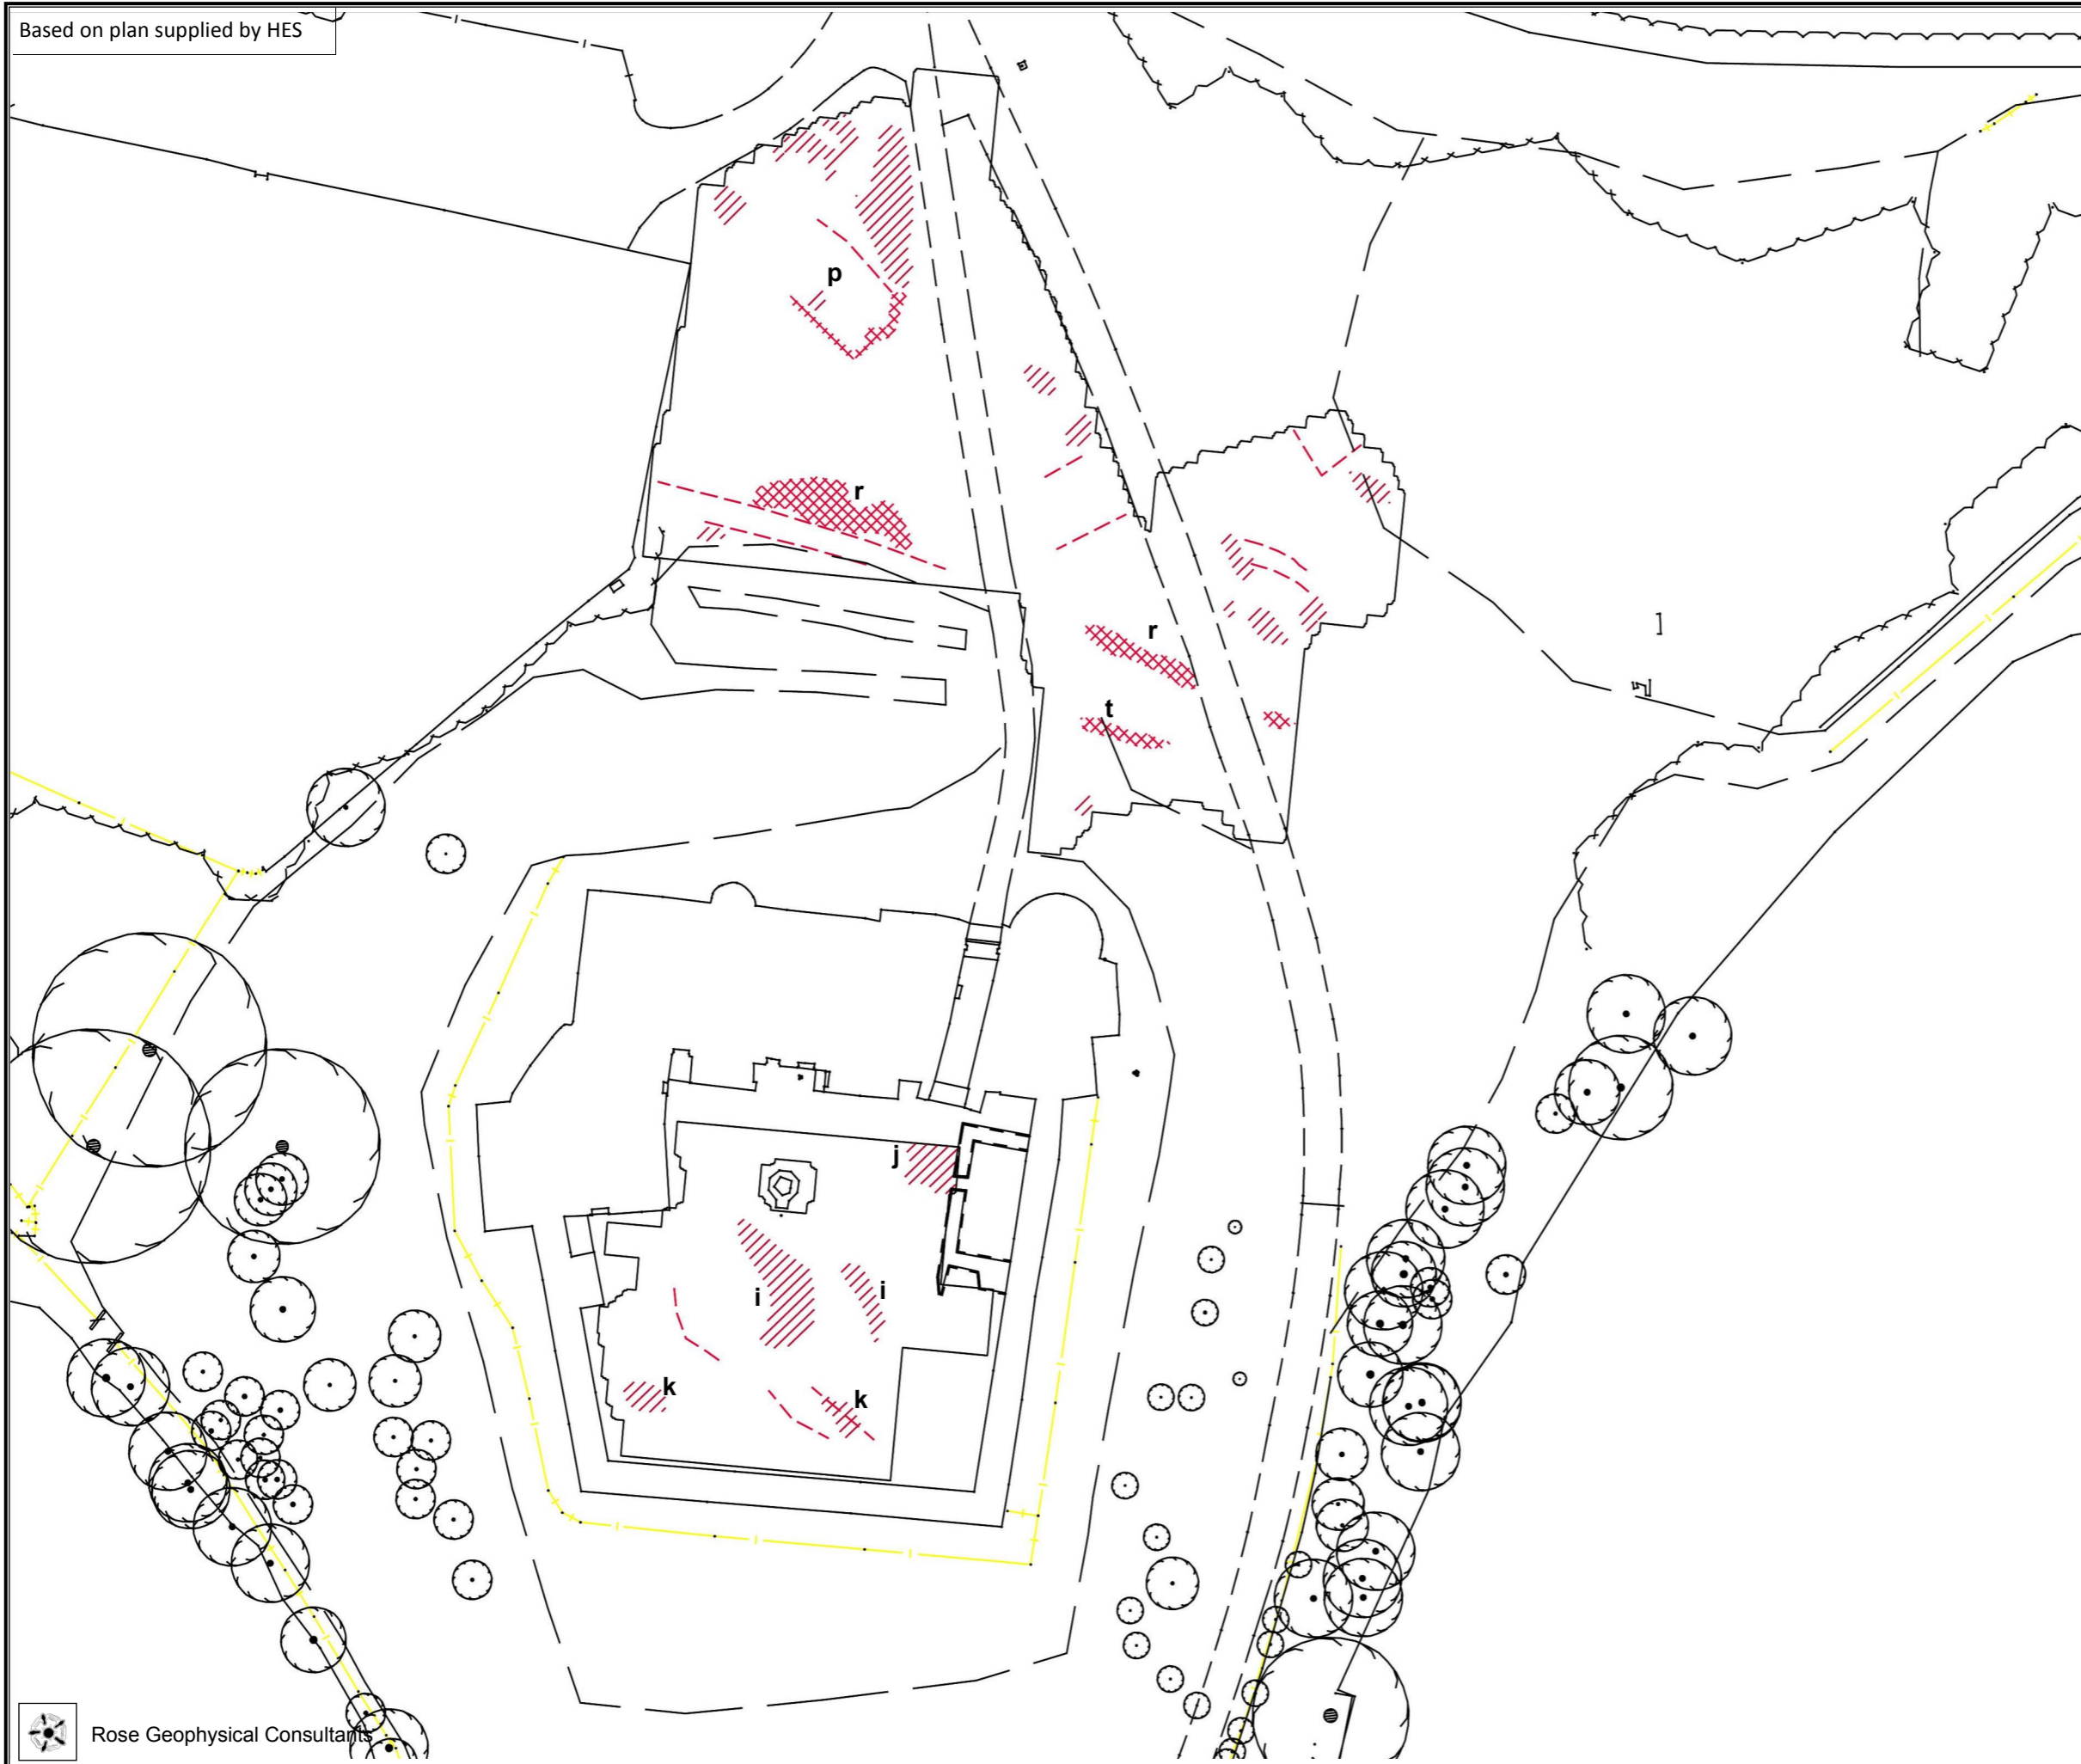 Based on plan supplied by HES
p
r
r
t
j
i
i
k
k
Rose Geophysical Consultants